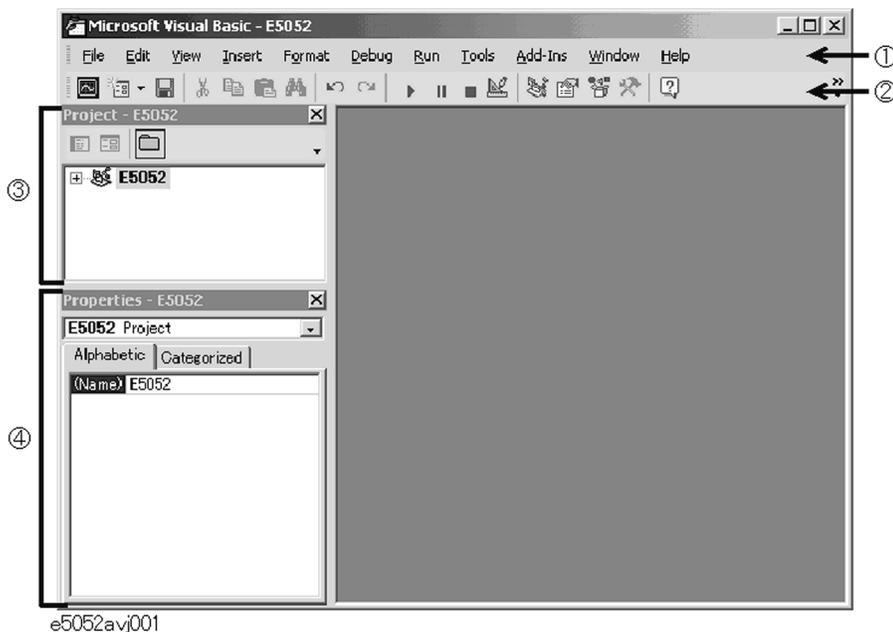 Microsoft Visual Basic - E5052
File Edit View Insert Format Debug Run Tools Add-Ins Window Help
①
②
Project - E5052
③
E5052
Properties - E5052
E5052 Project
Alphabetic Categorized
(Name) E5052
④
e5052avj001